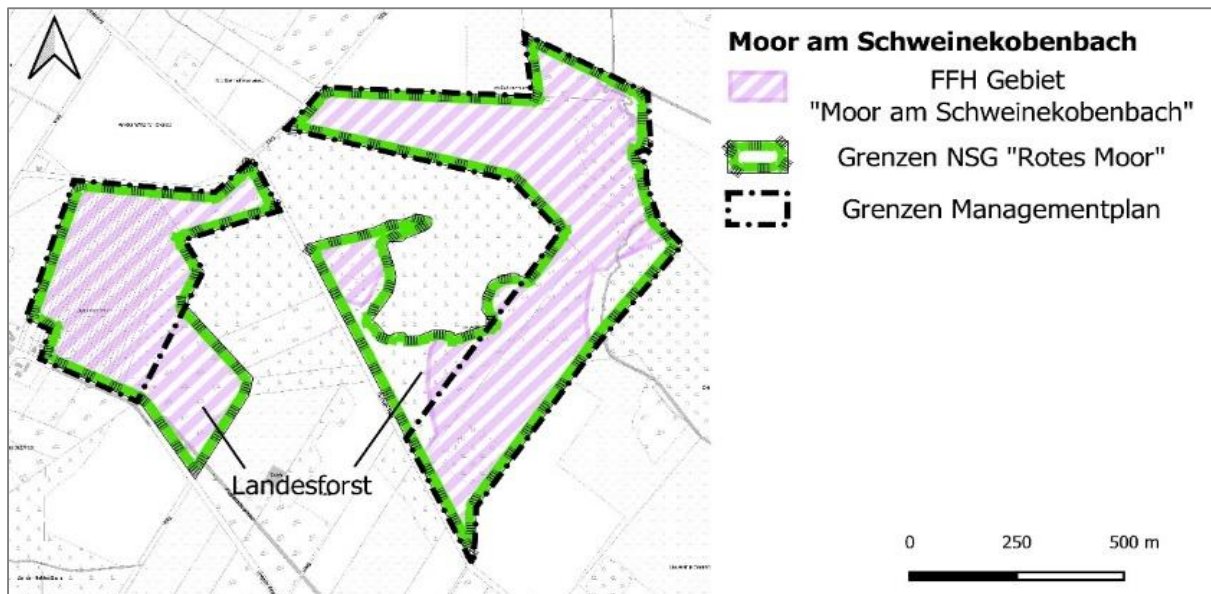 Moor am Schweinekobenbach
FFH Gebiet
"Moor am Schweinekobenbach"
Grenzen NSG "Rotes Moor"
Grenzen Managementplan
Landesforst
0 250 500 m